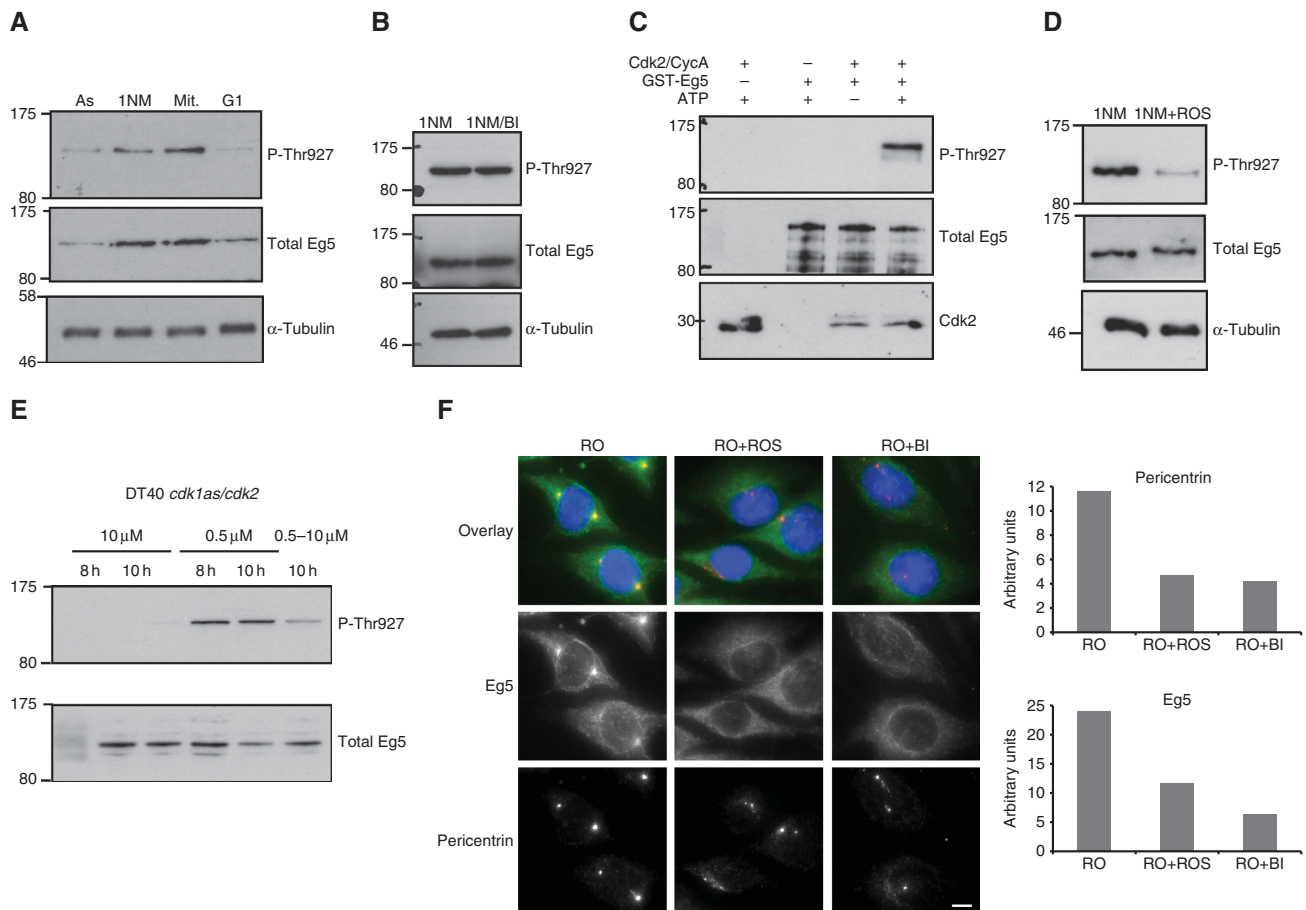 A
As 1NM Mit. G1
175
P-Thr927
80
175
Total Eg5
80
58
α-Tubulin
46
B
1NM 1NM/BI
175
P-Thr927
80
175
Total Eg5
80
α-Tubulin
46
C
Cdk2/CycA + – + +
GST-Eg5 – + + +
ATP + + – +
175
P-Thr927
80
175
Total Eg5
80
30
Cdk2
D
1NM 1NM+ROS
175
P-Thr927
80
175
Total Eg5
46
α-Tubulin
E
DT40 cdk1as/cdk2
10 µM 0.5 µM 0.5–10 µM
8 h 10 h 8 h 10 h 10 h
175
P-Thr927
80
175
Total Eg5
80
F
RO RO+ROS RO+BI
Overlay
Eg5
Pericentrin
Pericentrin
Arbitrary units
12
10
8
6
4
2
0
RO RO+ROS RO+BI
Eg5
Arbitrary units
25
20
15
10
5
0
RO RO+ROS RO+BI